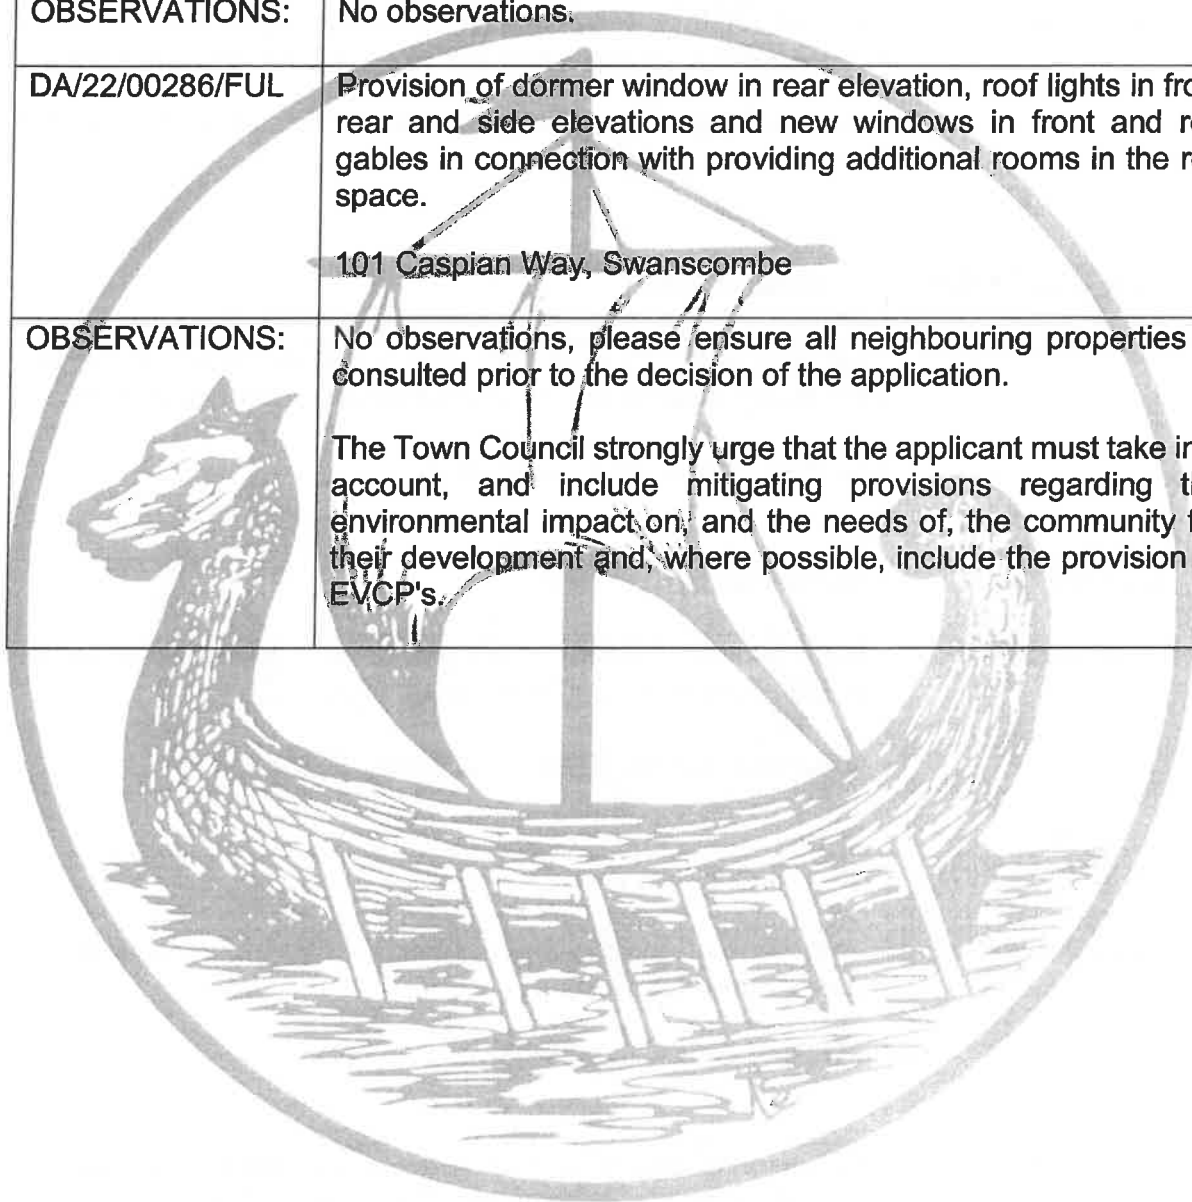 OBSERVATIONS: No observations.
DA/22/00286/FUL Provision of dormer window in rear elevation, roof lights in
rear and side elevations and new windows in front and
gables in connection with providing additional rooms in the
space.
101 Caspian Way, Swanscombe
OBSERVATIONS: No observations, please ensure all neighbouring properties
consulted prior to the decision of the application.
The Town Council strongly urge that the applicant must take
account, and include mitigating provisions regarding
environmental impact on, and the needs of, the community
their development and, where possible, include the provision
EVCP's.